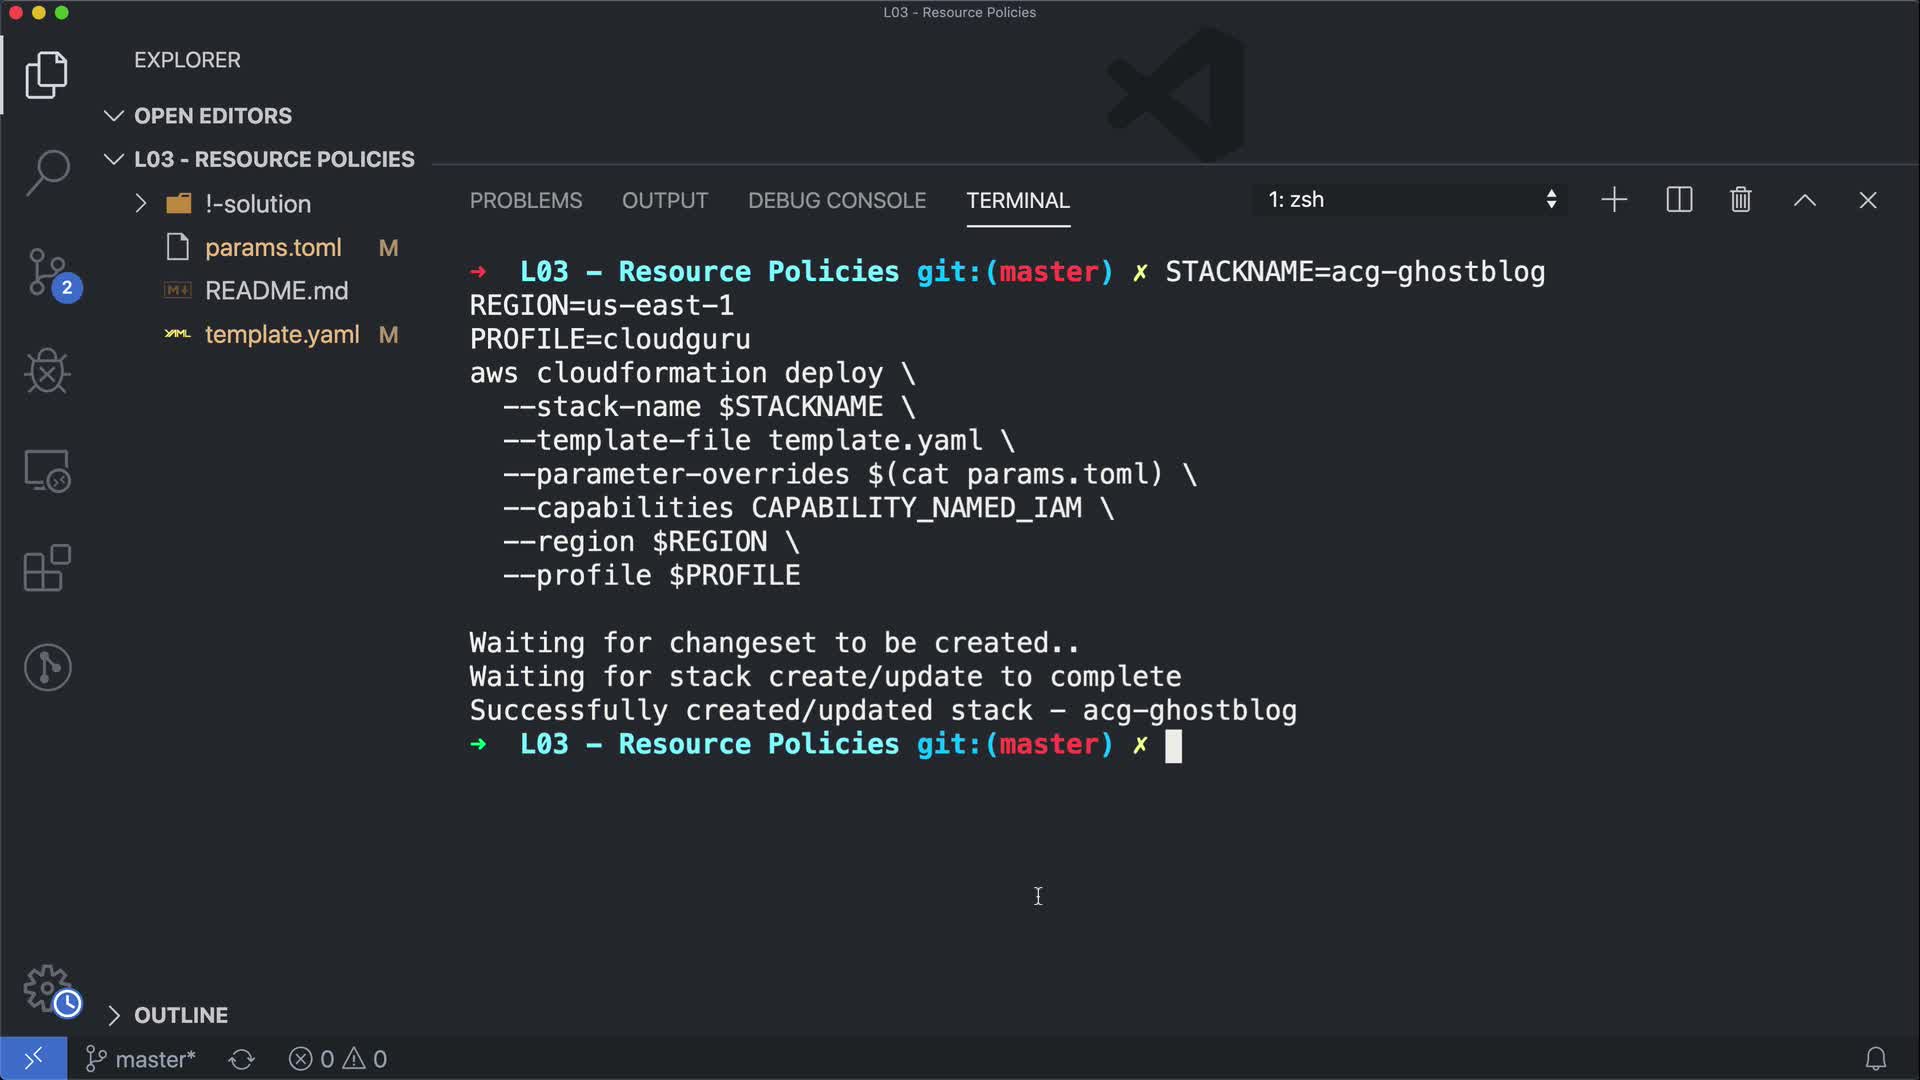 L03 - Resource Policies
EXPLORER
OPEN EDITORS
L03 - RESOURCE POLICIES
!-solution
params.toml M
README.md
template.yaml M
2
OUTLINE
PROBLEMS OUTPUT DEBUG CONSOLE TERMINAL 1: zsh
➜ L03 - Resource Policies git:(master) ✗ STACKNAME=acg-ghostblog
REGION=us-east-1
PROFILE=cloudguru
aws cloudformation deploy \
--stack-name $STACKNAME \
--template-file template.yaml \
--parameter-overrides $(cat params.toml) \
--capabilities CAPABILITY_NAMED_IAM \
--region $REGION \
--profile $PROFILE
Waiting for changeset to be created..
Waiting for stack create/update to complete
Successfully created/updated stack - acg-ghostblog
➜ L03 - Resource Policies git:(master) ✗
master* 0 0